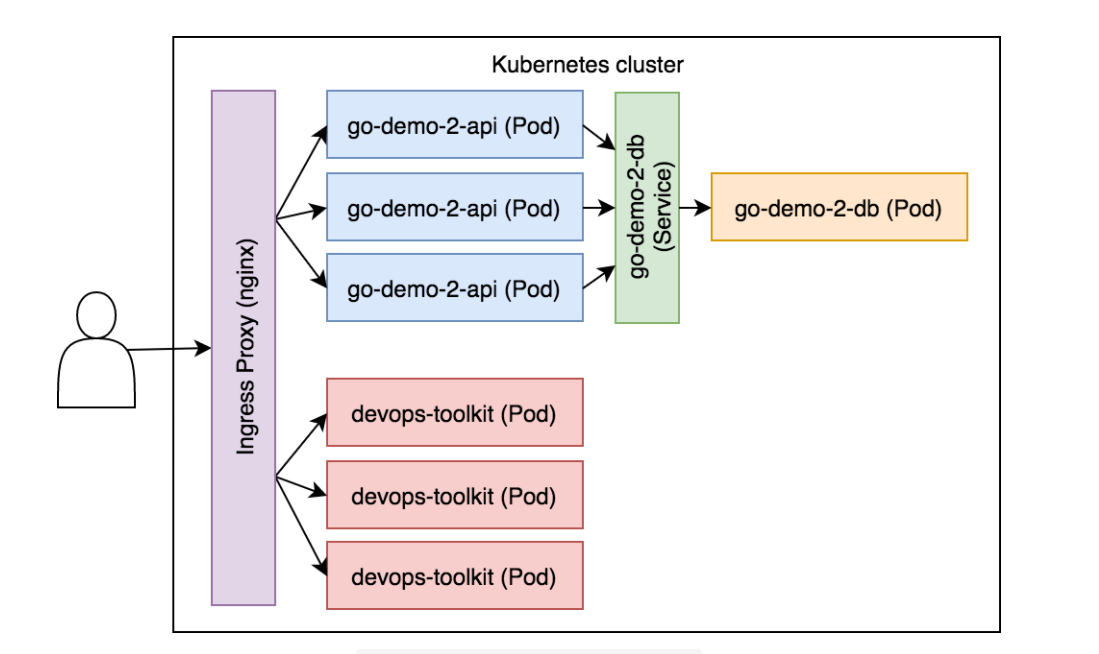 Kubernetes cluster
Ingress Proxy (nginx)
go-demo-2-api (Pod)
go-demo-2-api (Pod)
go-demo-2-api (Pod)
go-demo-2-db
(Service)
go-demo-2-db (Pod)
devops-toolkit (Pod)
devops-toolkit (Pod)
devops-toolkit (Pod)